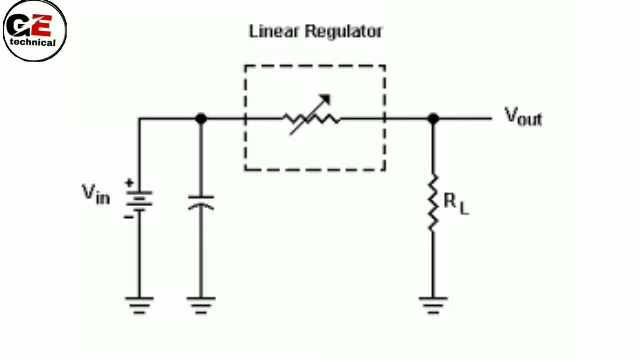 GE
technical
Linear Regulator
Vout
Vin
+
−
RL